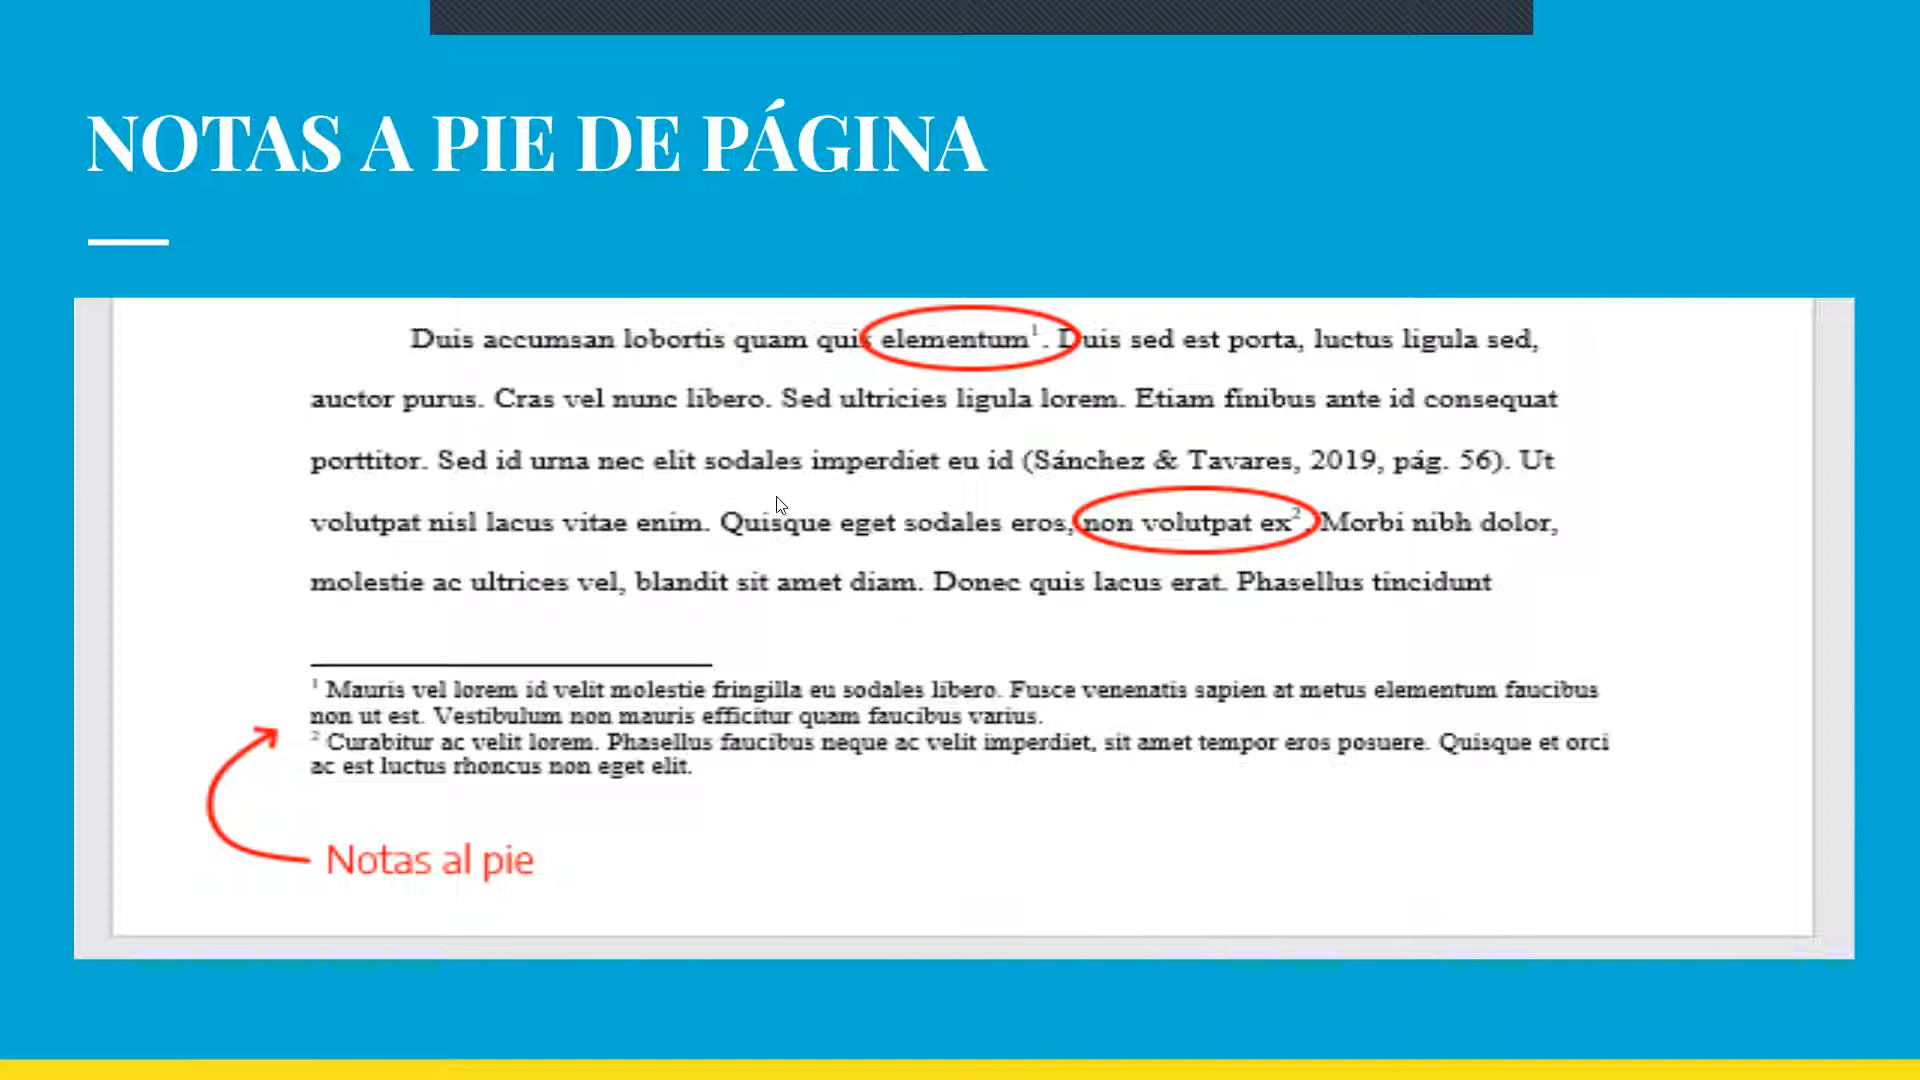 NOTAS A PIE DE PÁGINA
Duis accumsan lobortis quam quis elementum¹. Duis sed est porta, luctus ligula sed,
auctor purus. Cras vel nunc libero. Sed ultricies ligula lorem. Etiam finibus ante id consequat
porttitor. Sed id urna nec elit sodales imperdiet eu id (Sánchez & Tavares, 2019, pág. 56). Ut
volutpat nisl lacus vitae enim. Quisque eget sodales eros, non volutpat ex². Morbi nibh dolor,
molestie ac ultrices vel, blandit sit amet diam. Donec quis lacus erat. Phasellus tincidunt
¹ Mauris vel lorem id velit molestie fringilla eu sodales libero. Fusce venenatis sapien at metus elementum faucibus
non ut est. Vestibulum non mauris efficitur quam faucibus varius.
² Curabitur ac velit lorem. Phasellus faucibus neque ac velit imperdiet, sit amet tempor eros posuere. Quisque et orci
ac est luctus rhoncus non eget elit.
Notas al pie